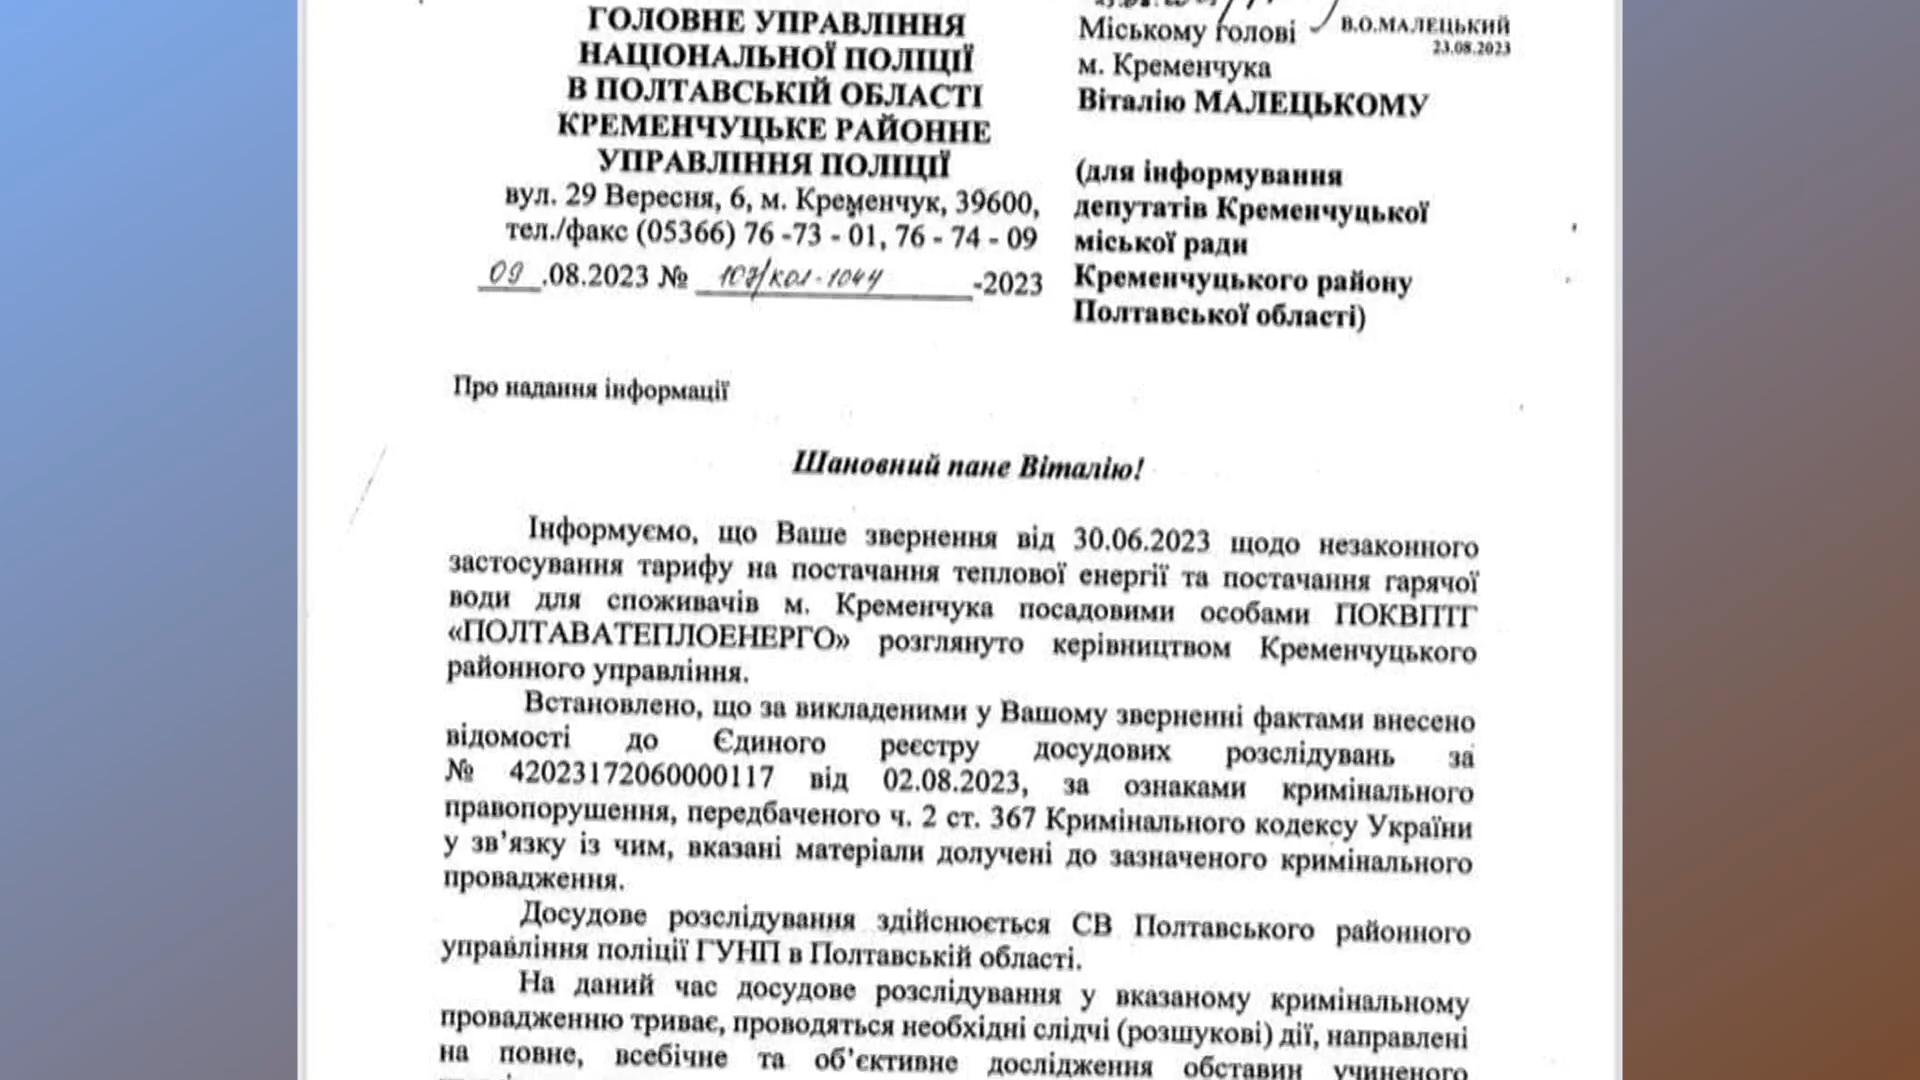 ГОЛОВНЕ УПРАВЛІННЯ
НАЦІОНАЛЬНОЇ ПОЛІЦІЇ
В ПОЛТАВСЬКІЙ ОБЛАСТІ
КРЕМЕНЧУЦЬКЕ РАЙОННЕ
УПРАВЛІННЯ ПОЛІЦІЇ
вул. 29 Вересня, 6, м. Кременчук, 39600,
тел./факс (05366) 76 -73 - 01, 76 - 74 - 09
09.08.2023 № 107/кол-1044-2023
Міському голові
В.О.МАЛЕЦЬКИЙ
23.08.2023
м. Кременчука
Віталію МАЛЕЦЬКОМУ
(для інформування
депутатів Кременчуцької
міської ради
Кременчуцького району
Полтавської області)
Про надання інформації
Шановний пане Віталію!
Інформуємо, що Ваше звернення від 30.06.2023 щодо незаконного
застосування тарифу на постачання теплової енергії та постачання гарячої
води для споживачів м. Кременчука посадовими особами ПОКВПТГ
«ПОЛТАВАТЕПЛОЕНЕРГО» розглянуто керівництвом Кременчуцького
районного управління.
Встановлено, що за викладеними у Вашому зверненні фактами внесено
відомості до Єдиного реєстру досудових розслідувань за
№ 42023172060000117 від 02.08.2023, за ознаками кримінального
правопорушення, передбаченого ч. 2 ст. 367 Кримінального кодексу України
у зв’язку із чим, вказані матеріали долучені до зазначеного кримінального
провадження.
Досудове розслідування здійснюється СВ Полтавського районного
управління поліції ГУНП в Полтавській області.
На даний час досудове розслідування у вказаному кримінальному
провадженню триває, проводяться необхідні слідчі (розшукові) дії, направлені
на повне, всебічне та об’єктивне дослідження обставин учиненого